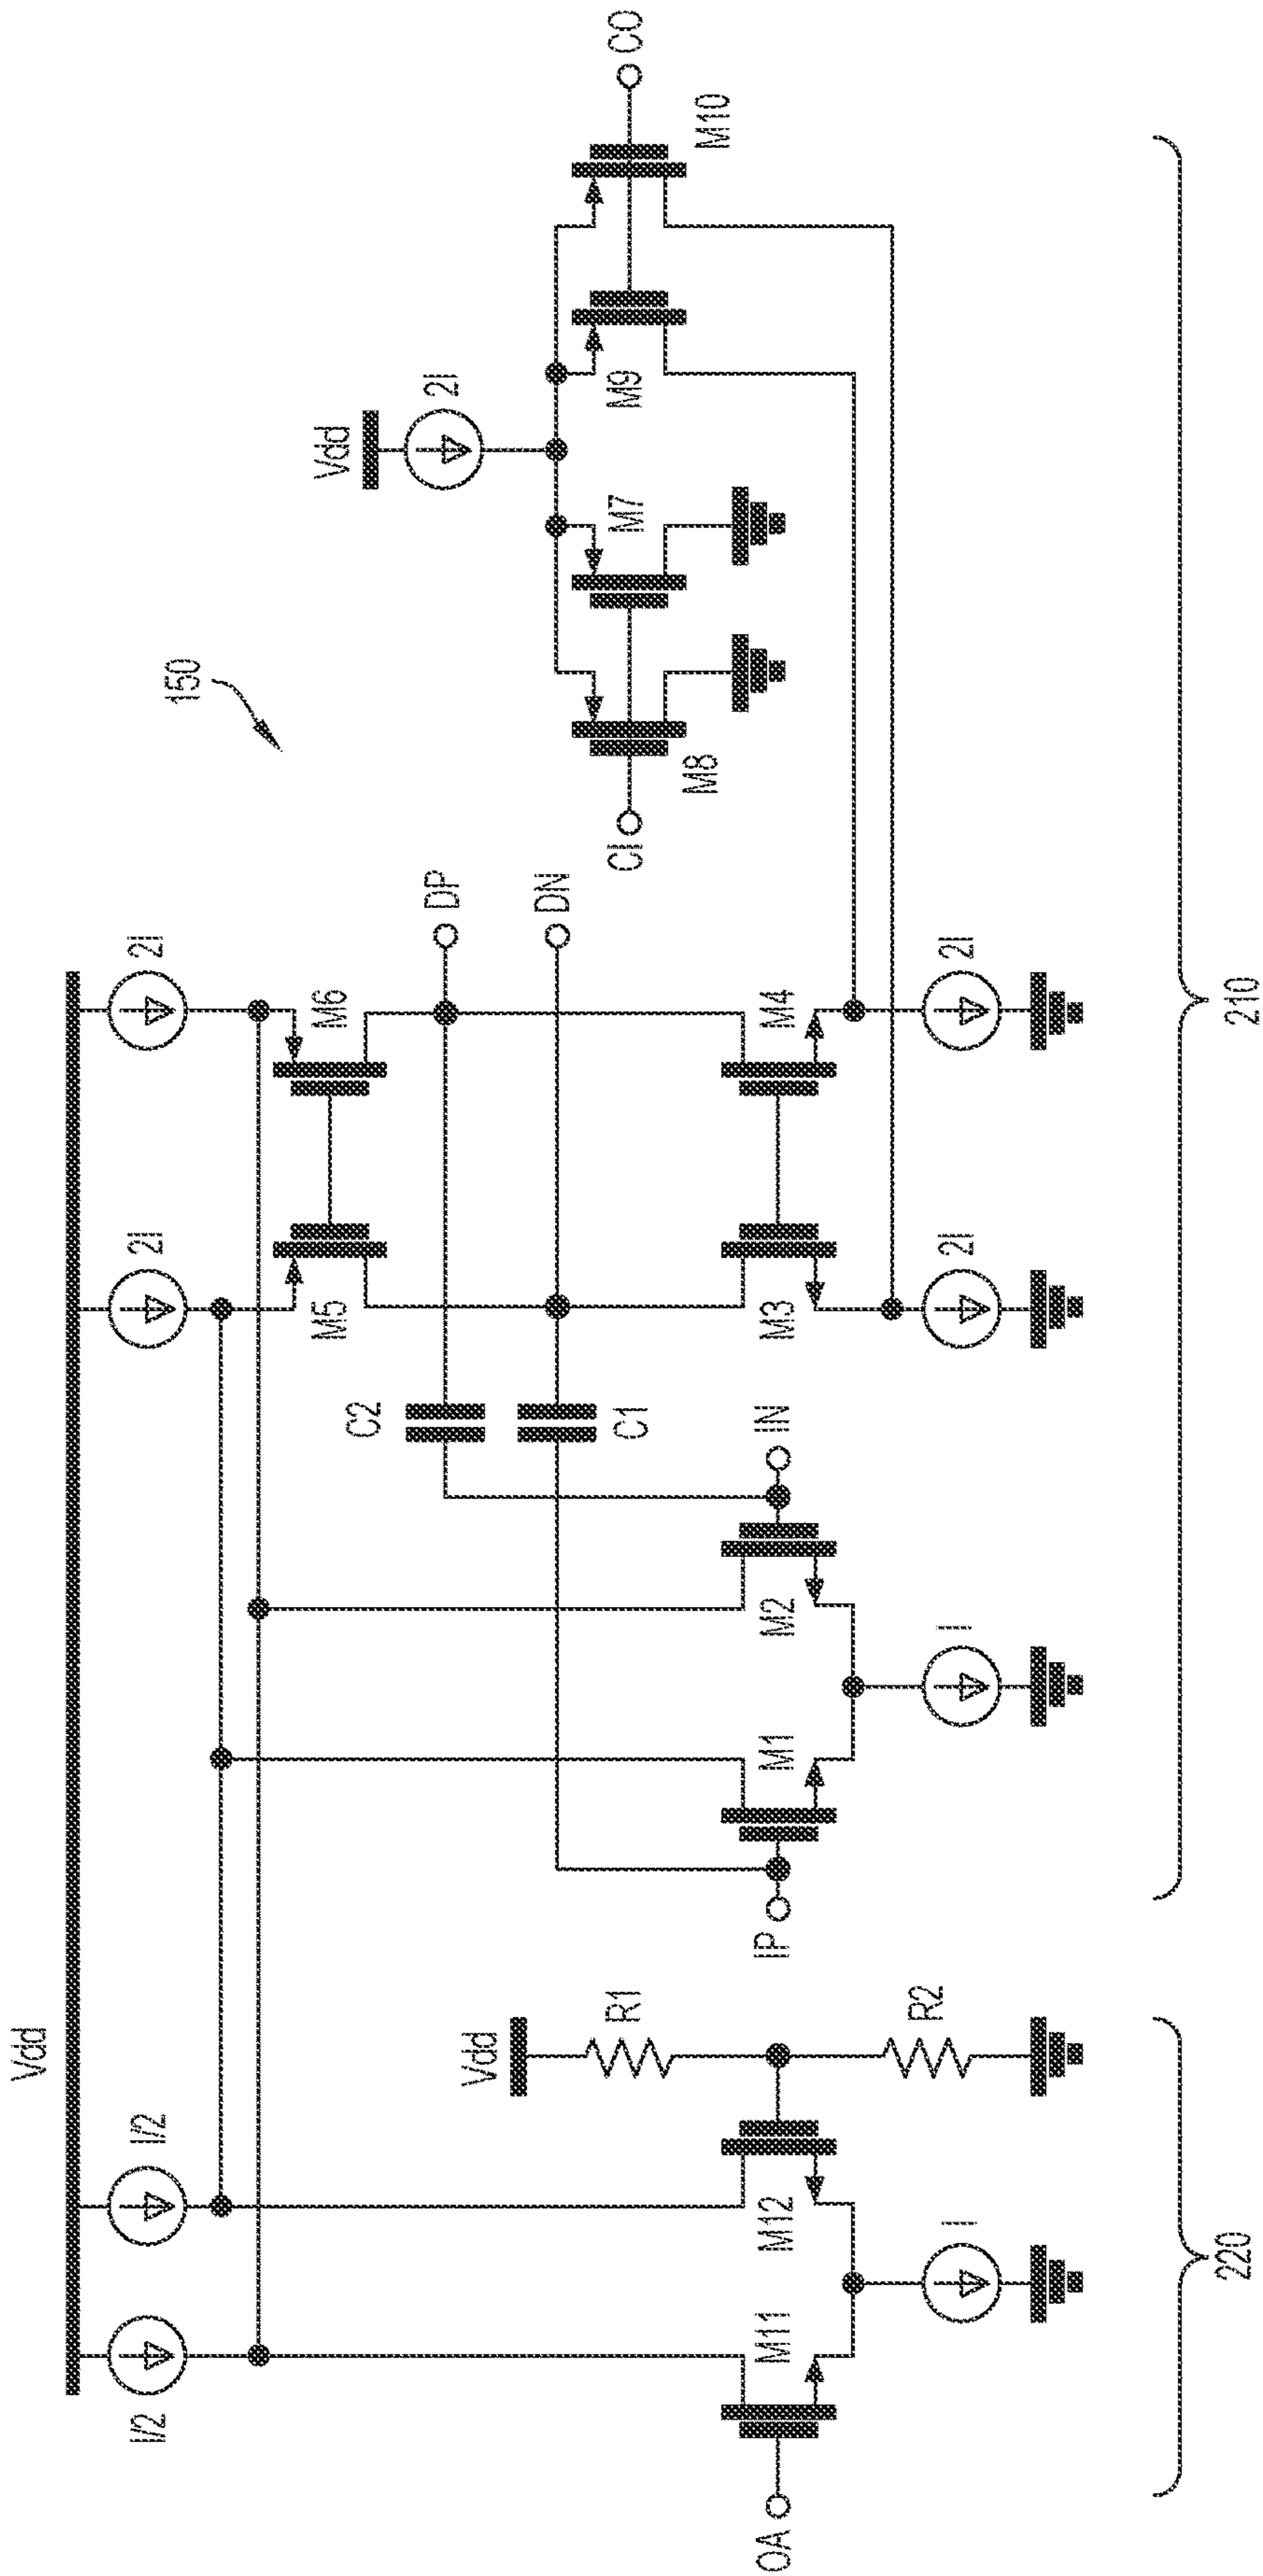 Vdd
I/2
I/2
2I
2I
M5
M6
DP
DN
C2
C1
150
Vdd
2I
CI
M8
M7
M9
M10
CO
OA
M11
M12
I
Vdd
R1
R2
IP
M1
M2
IN
I
M3
M4
2I
2I
220
210